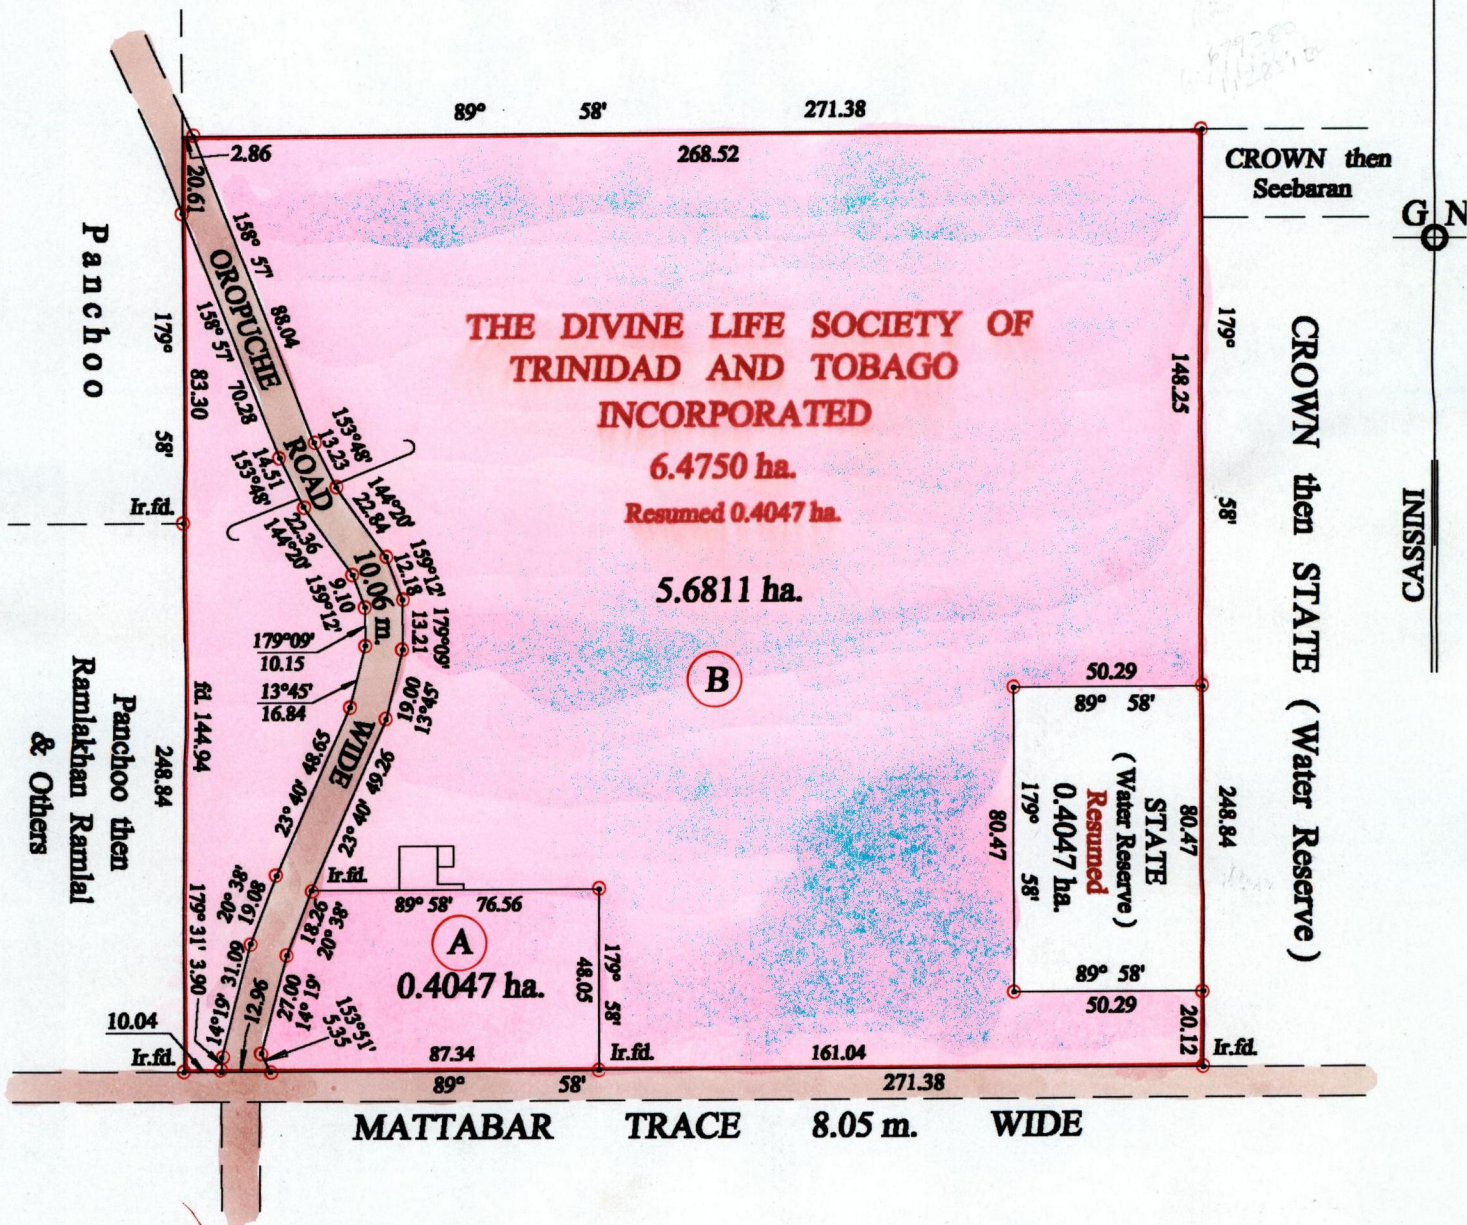 89° 58' 271.38
2.86
268.52
20.61
CROWN then
Seebaran
G N
CASSINI
Panchoo
179° 58'
83.30
158° 57'
88.04
OROPUCHE
ROAD
10.06 m.
WIDE
158° 57'
70.28
153°48'
13.23
14.51
153°48'
144°20'
22.84
22.36
144°20'
159°12'
12.18
9.10
159°12'
179°09'
13.21
179°09'
10.15
13°45'
16.84
19.00
13°45'
THE DIVINE LIFE SOCIETY OF
TRINIDAD AND TOBAGO
INCORPORATED
6.4750 ha.
Resumed 0.4047 ha.
5.6811 ha.
B
148.25
179° 58'
CROWN then STATE (Water Reserve)
Ir.fd.
fd. 144.94
248.84
Panchoo then
Ramlakhan Ramlal
& Others
48.65
23° 40'
49.26
23° 40'
50.29
89° 58'
STATE
(Water Reserve)
Resumed
0.4047 ha.
179° 58'
80.47
80.47
248.84
89° 58'
50.29
20.12
Ir.fd.
20° 38'
19.08
Ir.fd.
18.26
20° 38'
89° 58' 76.56
A
0.4047 ha.
179° 58'
48.05
179° 31' 3.90
14°19' 31.09
12.96
27.00
14° 19'
153°51'
5.35
10.04
Ir.fd.
87.34
Ir.fd.
161.04
89° 58' 271.38
MATTABAR TRACE 8.05 m. WIDE